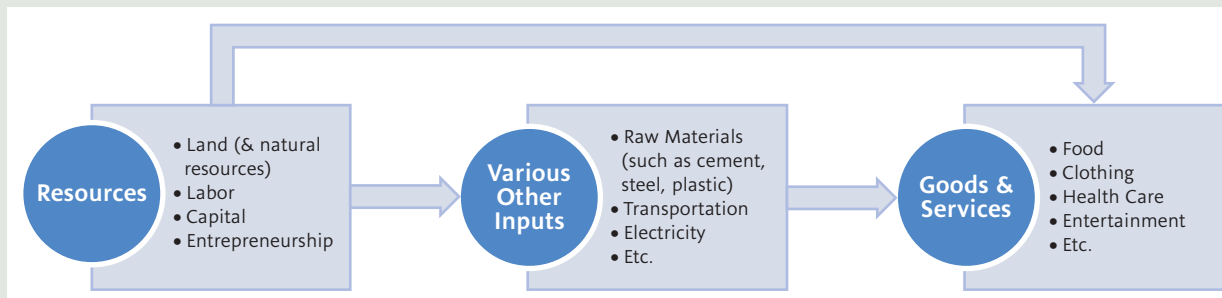 Resources
• Land (& natural
resources)
• Labor
• Capital
• Entrepreneurship
Various
Other
Inputs
• Raw Materials
(such as cement,
steel, plastic)
• Transportation
• Electricity
• Etc.
Goods &
Services
• Food
• Clothing
• Health Care
• Entertainment
• Etc.